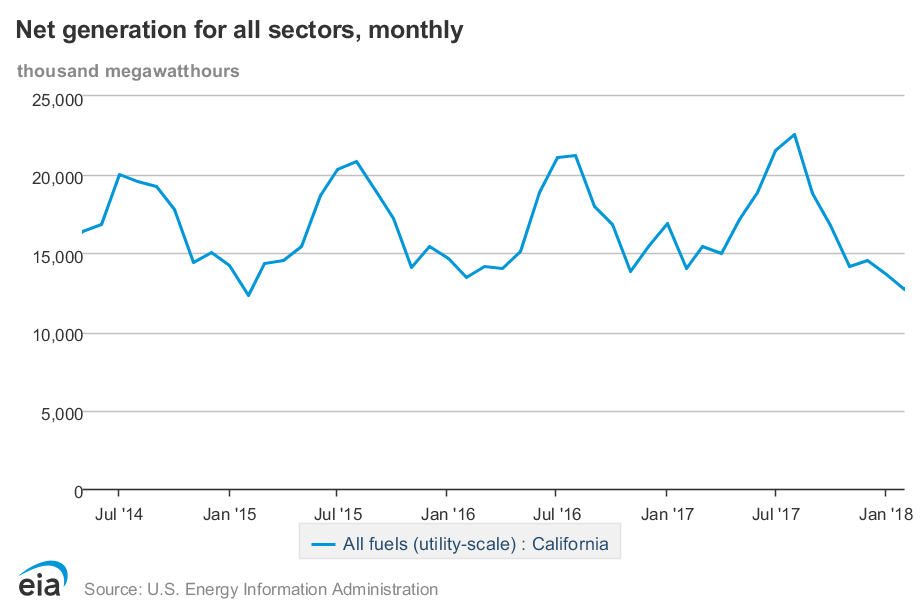 Net generation for all sectors, monthly
thousand megawatthours
25,000
20,000
15,000
10,000
5,000
0
Jul '14 Jan '15 Jul '15 Jan '16 Jul '16 Jan '17 Jul '17 Jan '18
All fuels (utility-scale) : California
eia Source: U.S. Energy Information Administration